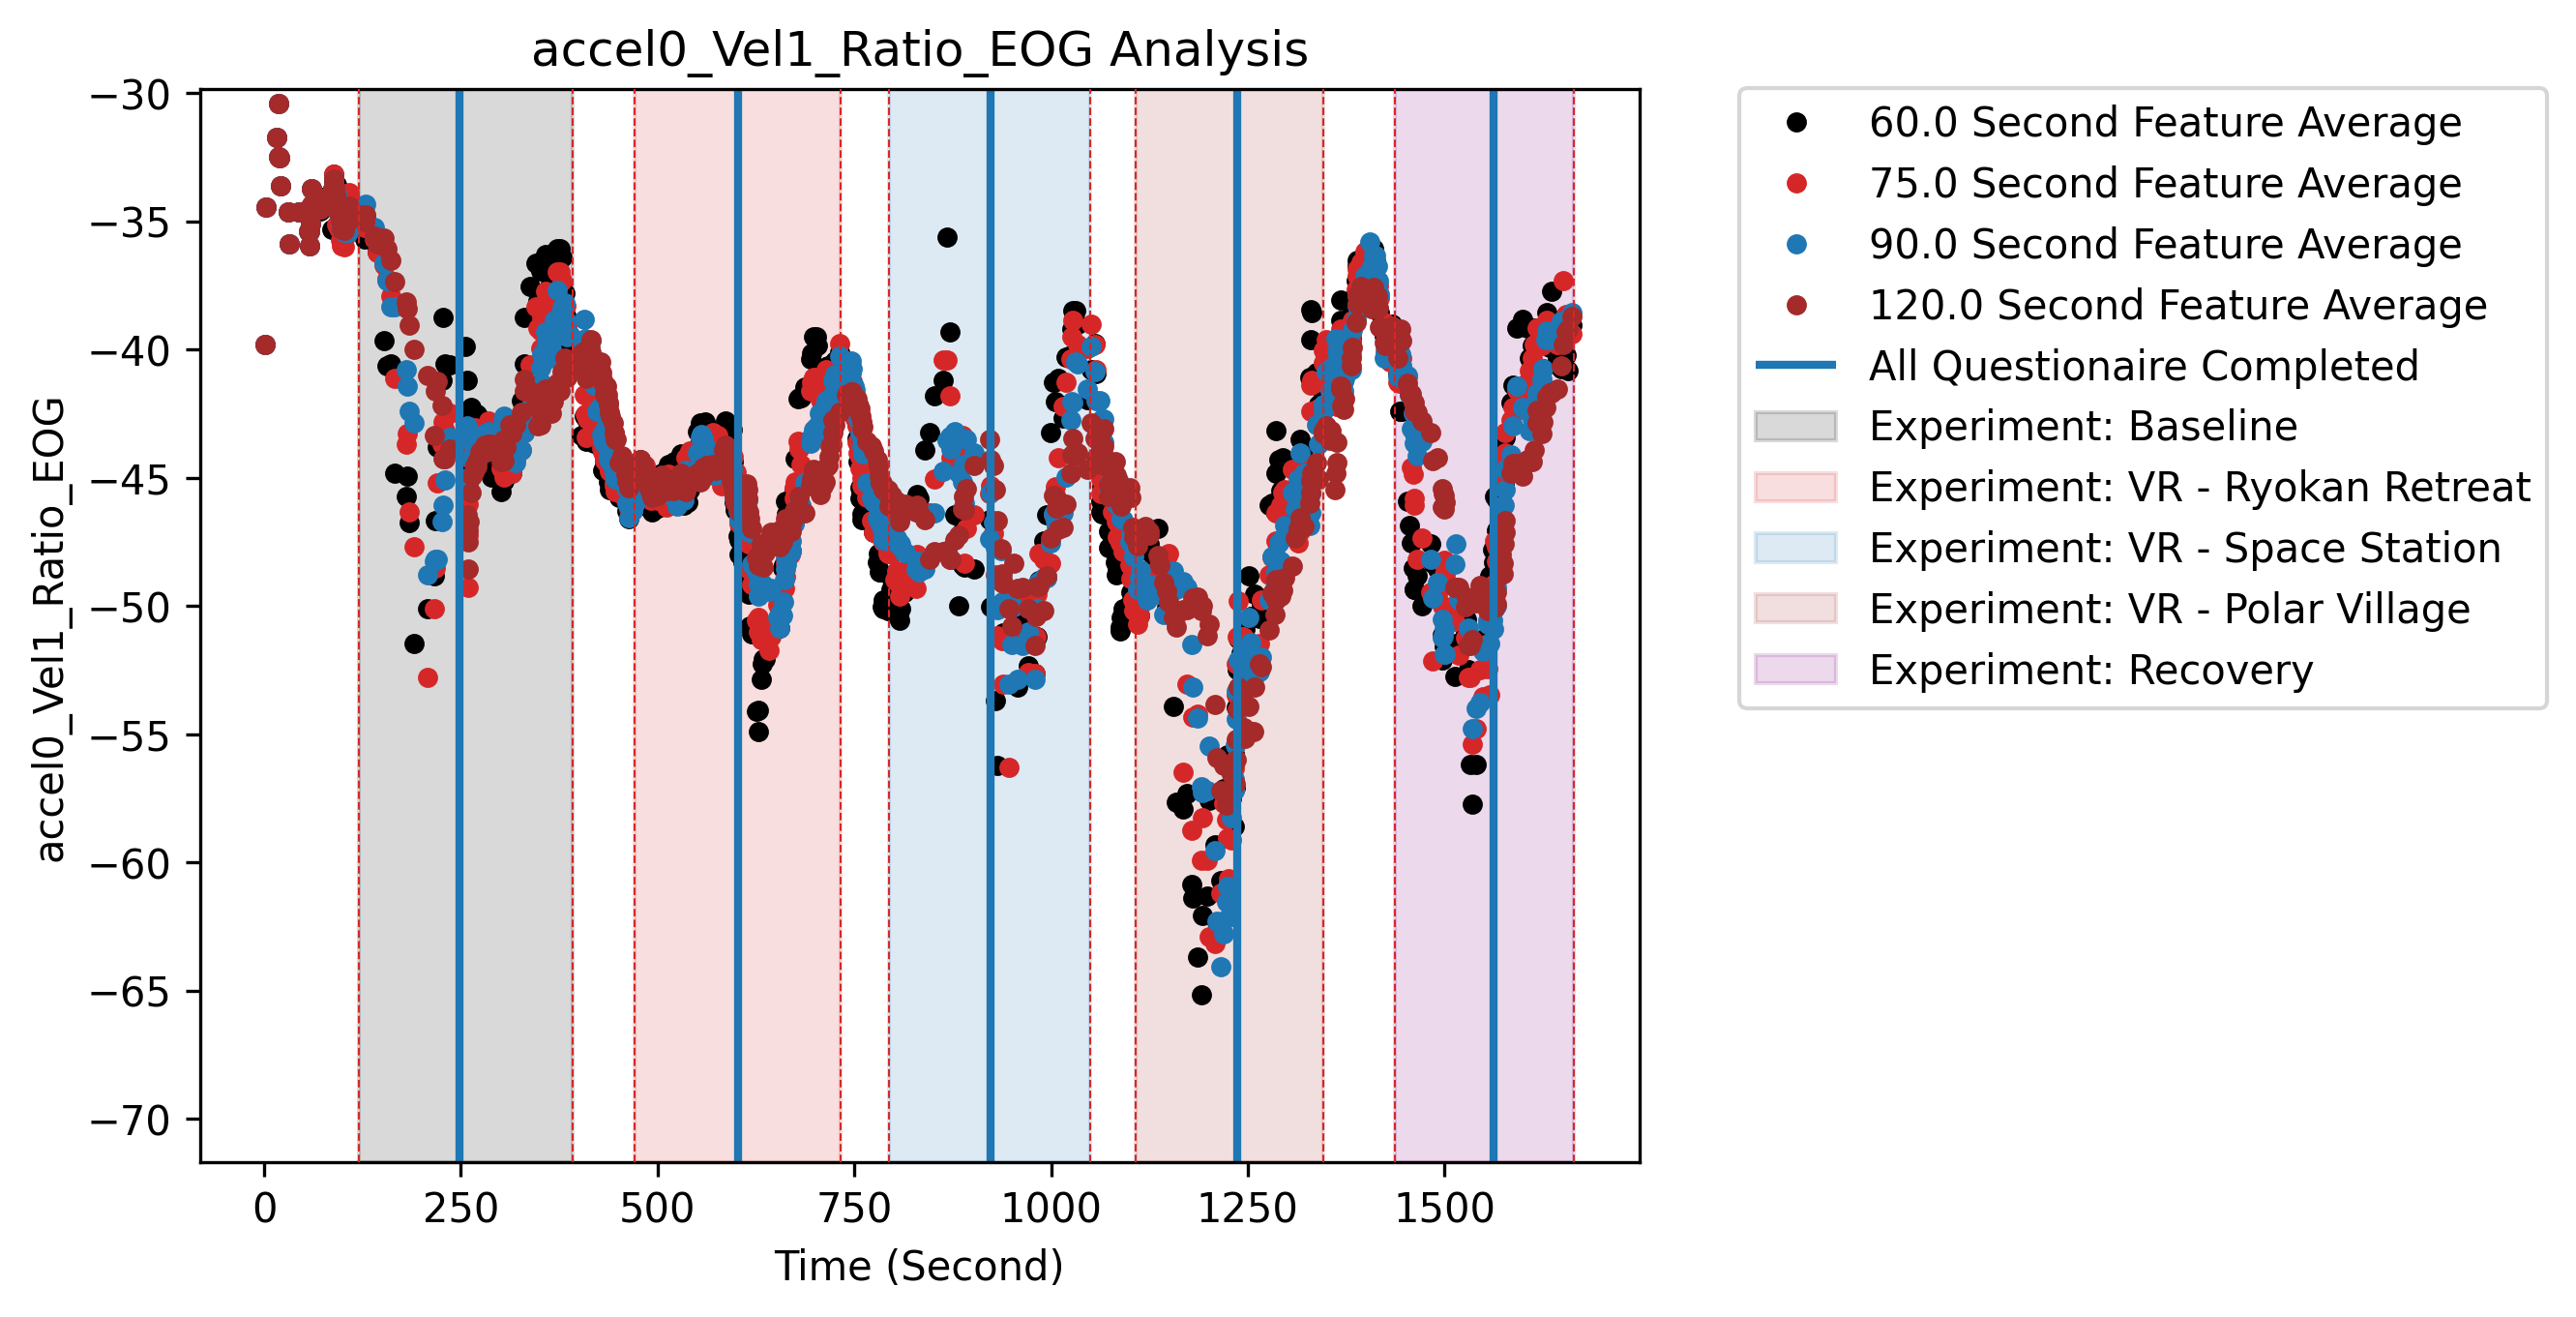 accel0_Vel1_Ratio_EOG Analysis
accel0_Vel1_Ratio_EOG
−30
−35
−40
−45
−50
−55
−60
−65
−70
0 250 500 750 1000 1250 1500
Time (Second)
60.0 Second Feature Average
75.0 Second Feature Average
90.0 Second Feature Average
120.0 Second Feature Average
All Questionaire Completed
Experiment: Baseline
Experiment: VR - Ryokan Retreat
Experiment: VR - Space Station
Experiment: VR - Polar Village
Experiment: Recovery